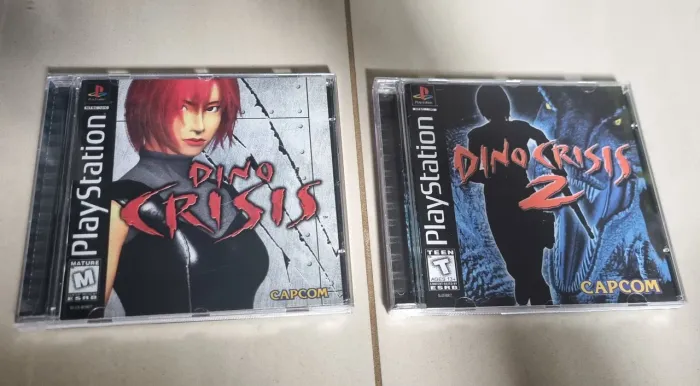 PlayStation
DINO
CRISIS
MATURE
M
ESRB
CAPCOM
PlayStation
DINO CRISIS
2
TEEN
T
ESRB
CAPCOM